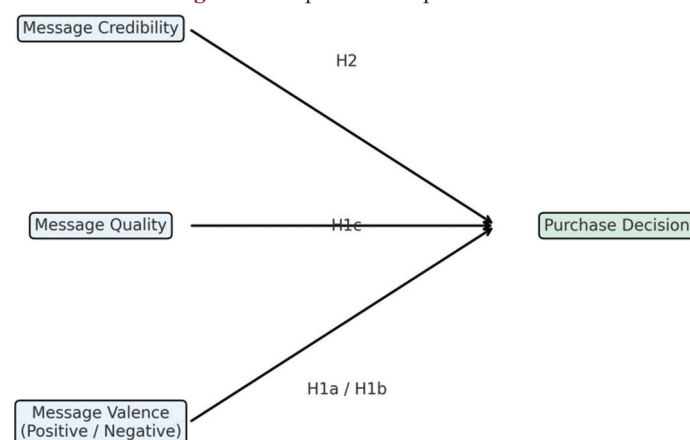 Message Credibility
H2
Message Quality
H1c
Purchase Decision
H1a / H1b
Message Valence
(Positive / Negative)